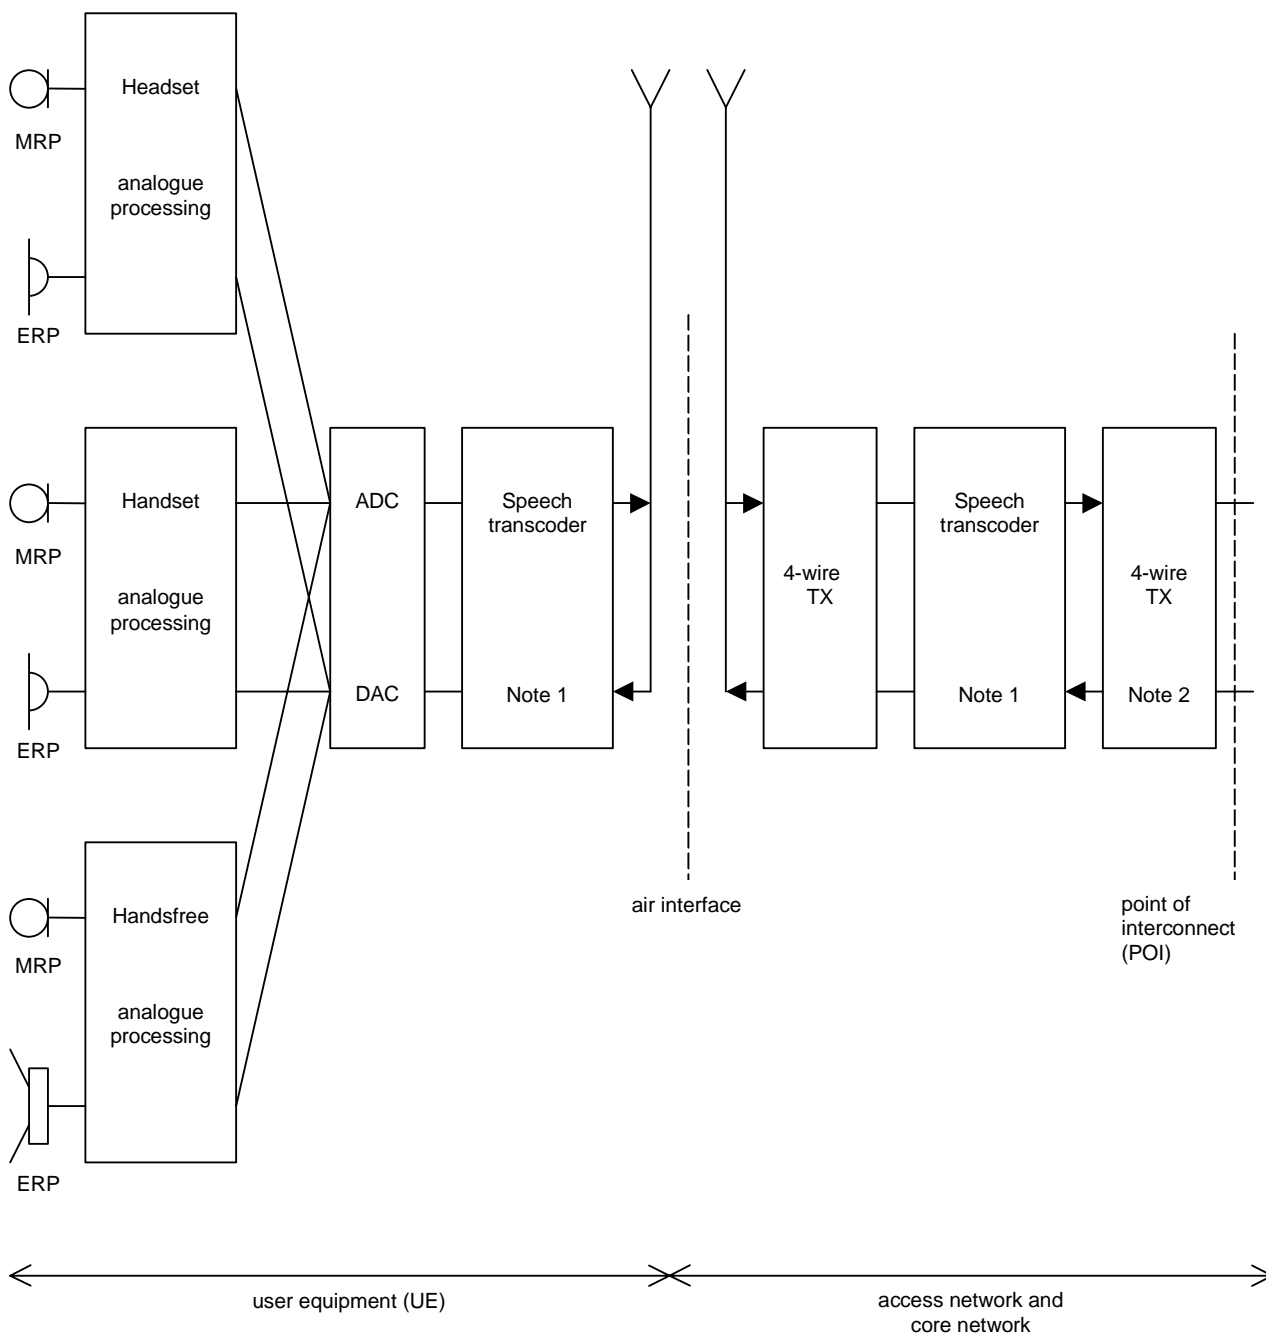 Headset
MRP
analogue
processing
ERP
Handset
MRP
analogue
processing
ERP
ADC
DAC
Speech
transcoder
Note 1
4-wire
TX
Speech
transcoder
Note 1
4-wire
TX
Note 2
Handsfree
MRP
analogue
processing
ERP
air interface
point of
interconnect
(POI)
user equipment (UE)
access network and
core network